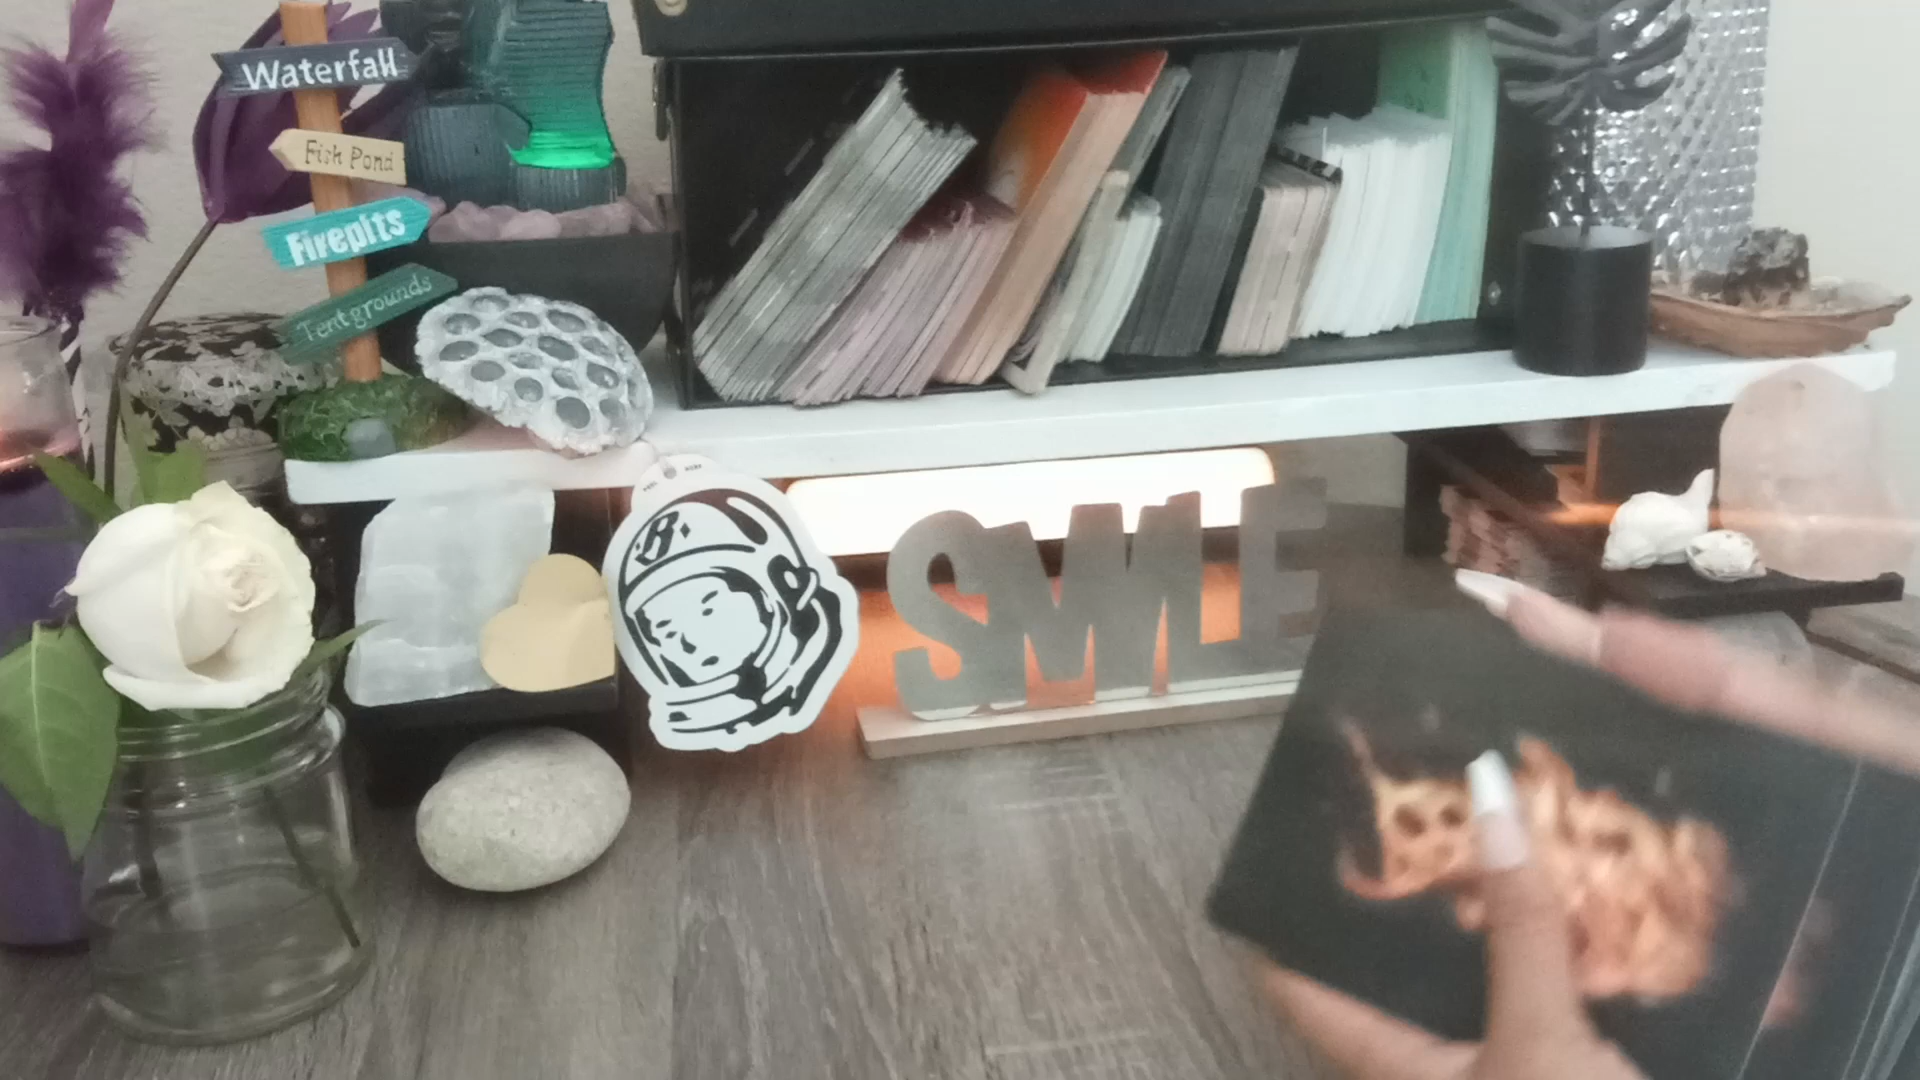 Waterfall
Fish Pond
Firepits
Tentgrounds
B
SMILE